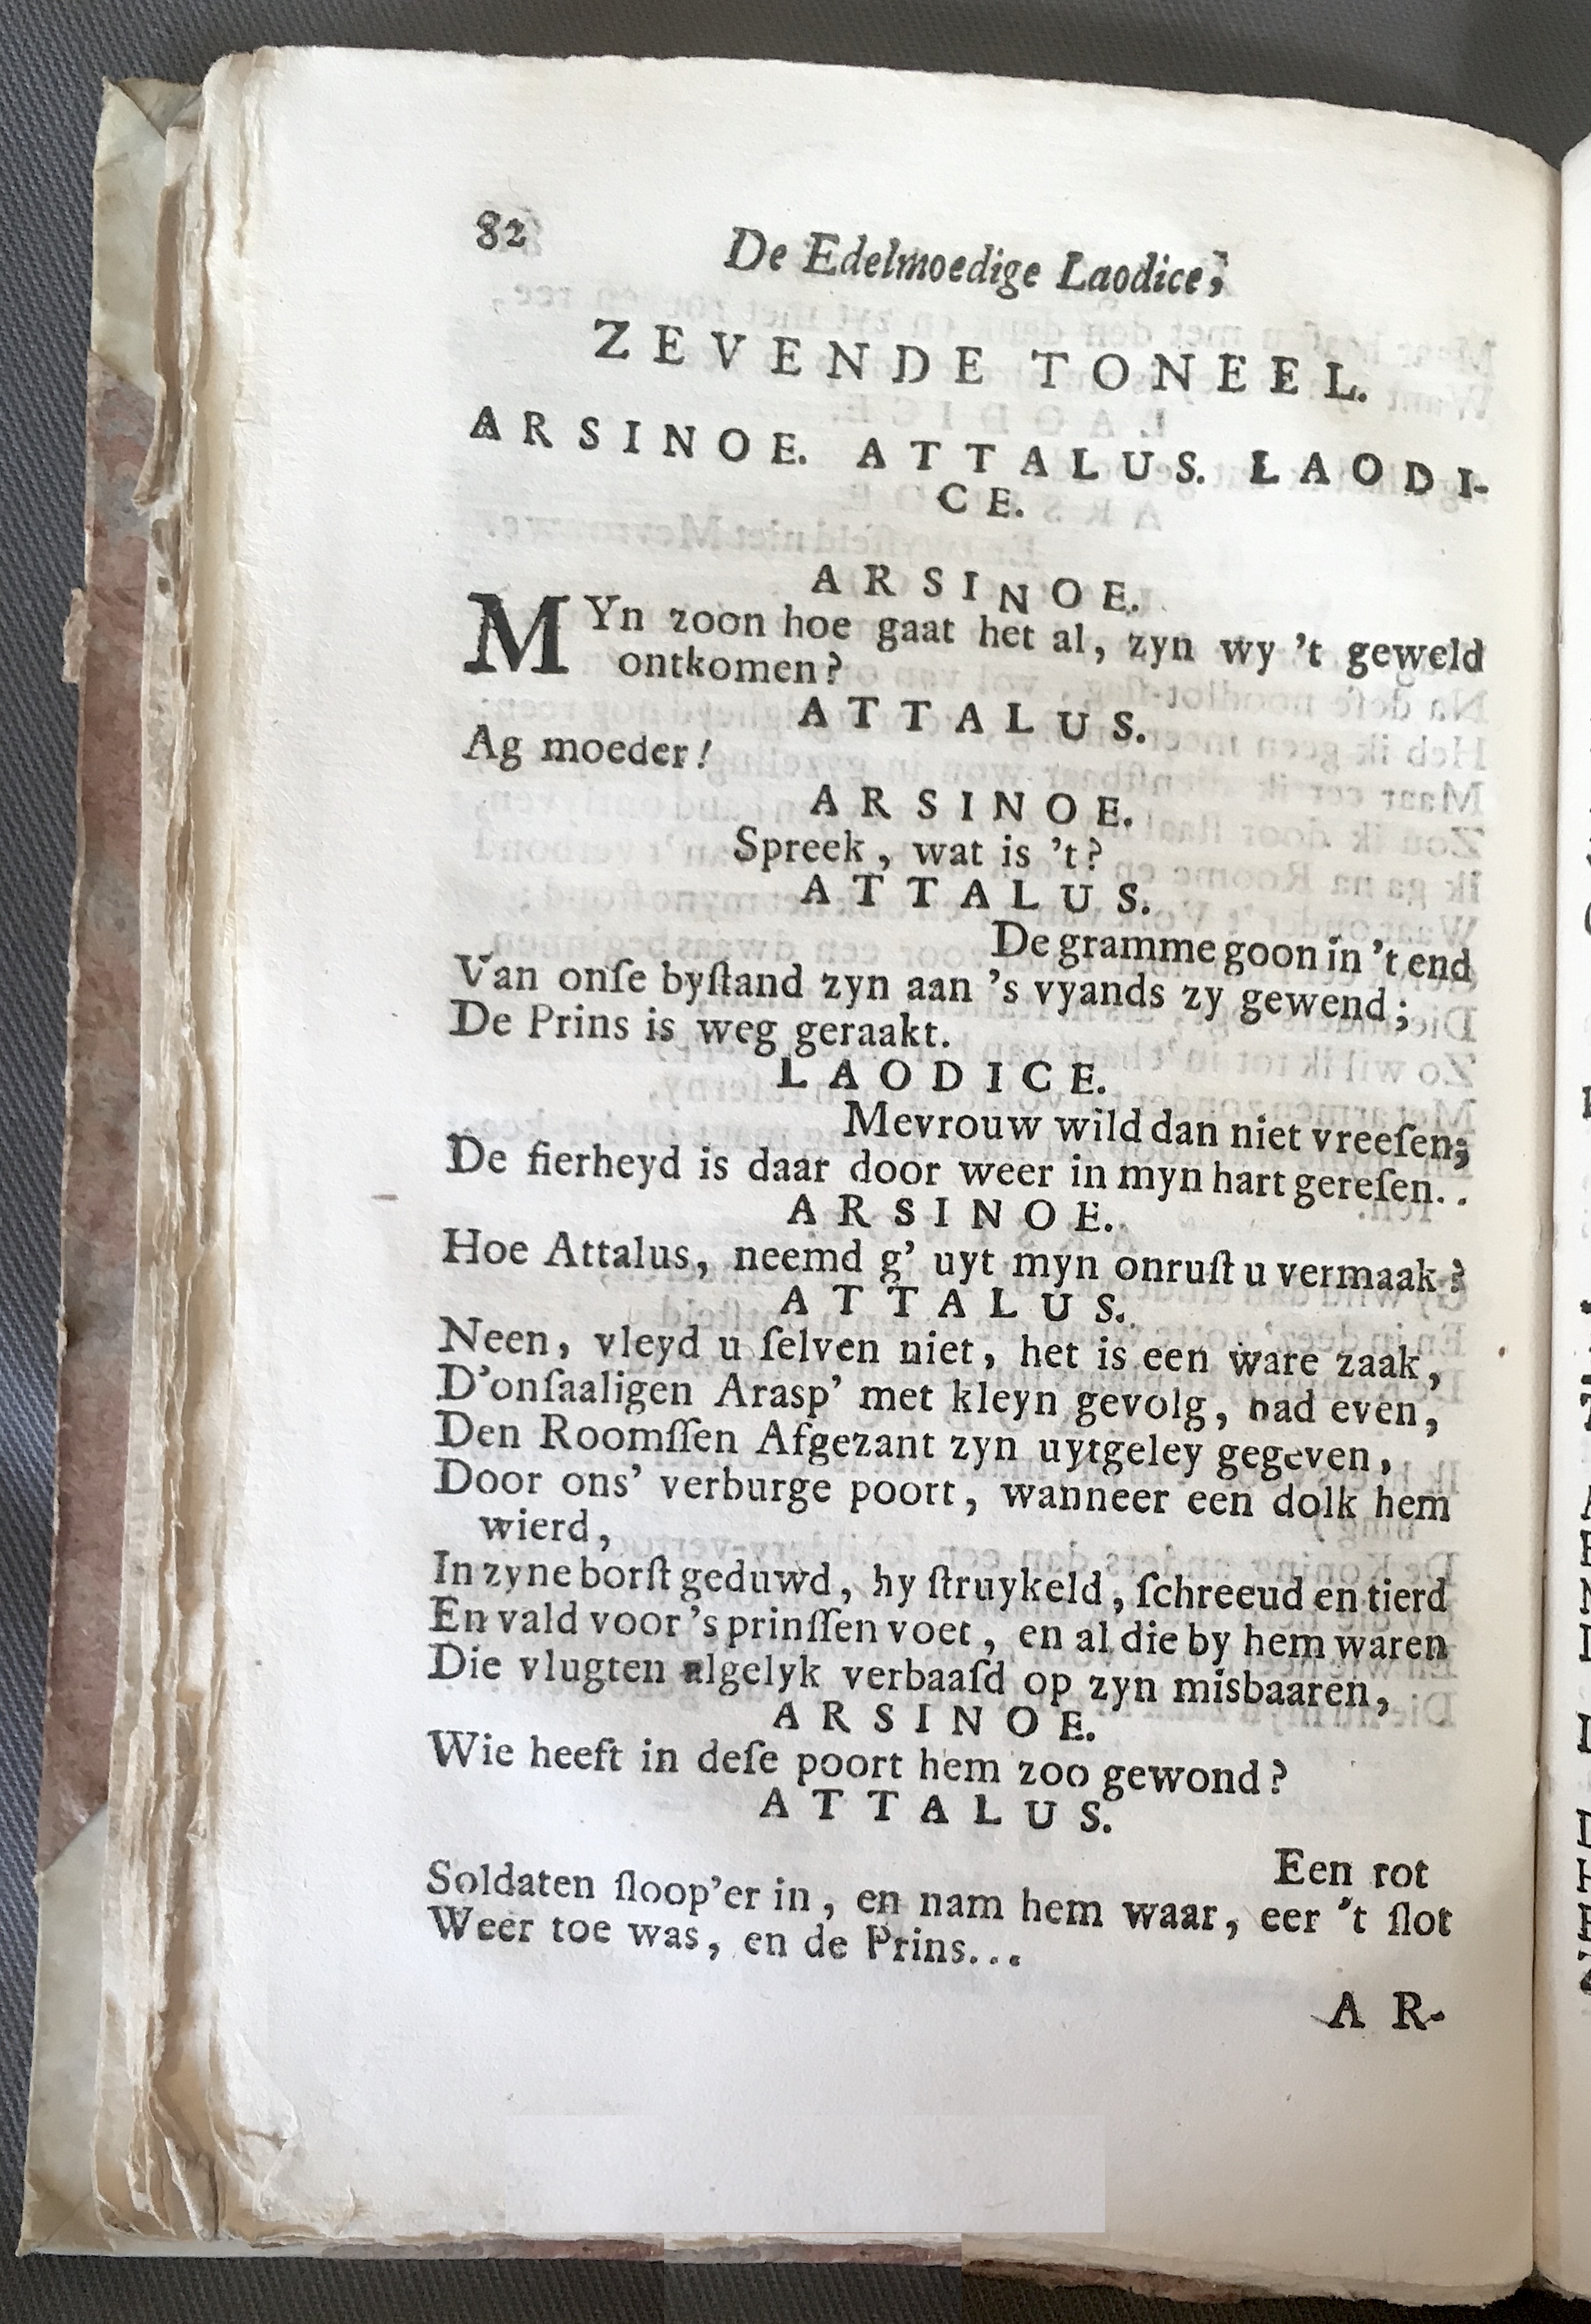 82
De Edelmoedige Laodice;
ZEVENDE TONEEL.
ARSINOE. ATTALUS. LAODI-
CE.
ARSINOE.
MYn zoon hoe gaat het al, zyn wy 't geweld
ontkomen?
ATTALUS.
Ag moeder!
ARSINOE.
Spreek, wat is 't?
ATTALUS.
De gramme goon in 't end
Van onſe byſtand zyn aan 's vyands zy gewend;
De Prins is weg geraakt.
LAODICE.
Mevrouw wild dan niet vreeſen;
De fierheyd is daar door weer in myn hart gereſen..
ARSINOE.
Hoe Attalus, neemd g' uyt myn onruſt u vermaak?
ATTALUS.
Neen, vleyd u ſelven niet, het is een ware zaak,
D'onſaaligen Arasp' met kleyn gevolg, had even,
Den Roomſſen Afgezant zyn uytgeley gegeven,
Door ons' verburge poort, wanneer een dolk hem
wierd,
In zyne borſt geduwd, hy ſtruykeld, ſchreeud en tierd
En vald voor 's prinſſen voet, en al die by hem waren
Die vlugten algelyk verbaaſd op zyn misbaaren,
ARSINOE.
Wie heeft in deſe poort hem zoo gewond?
ATTALUS.
Een rot
Soldaten ſloop'er in, en nam hem waar, eer 't ſlot
Weer toe was, en de Prins...
AR-